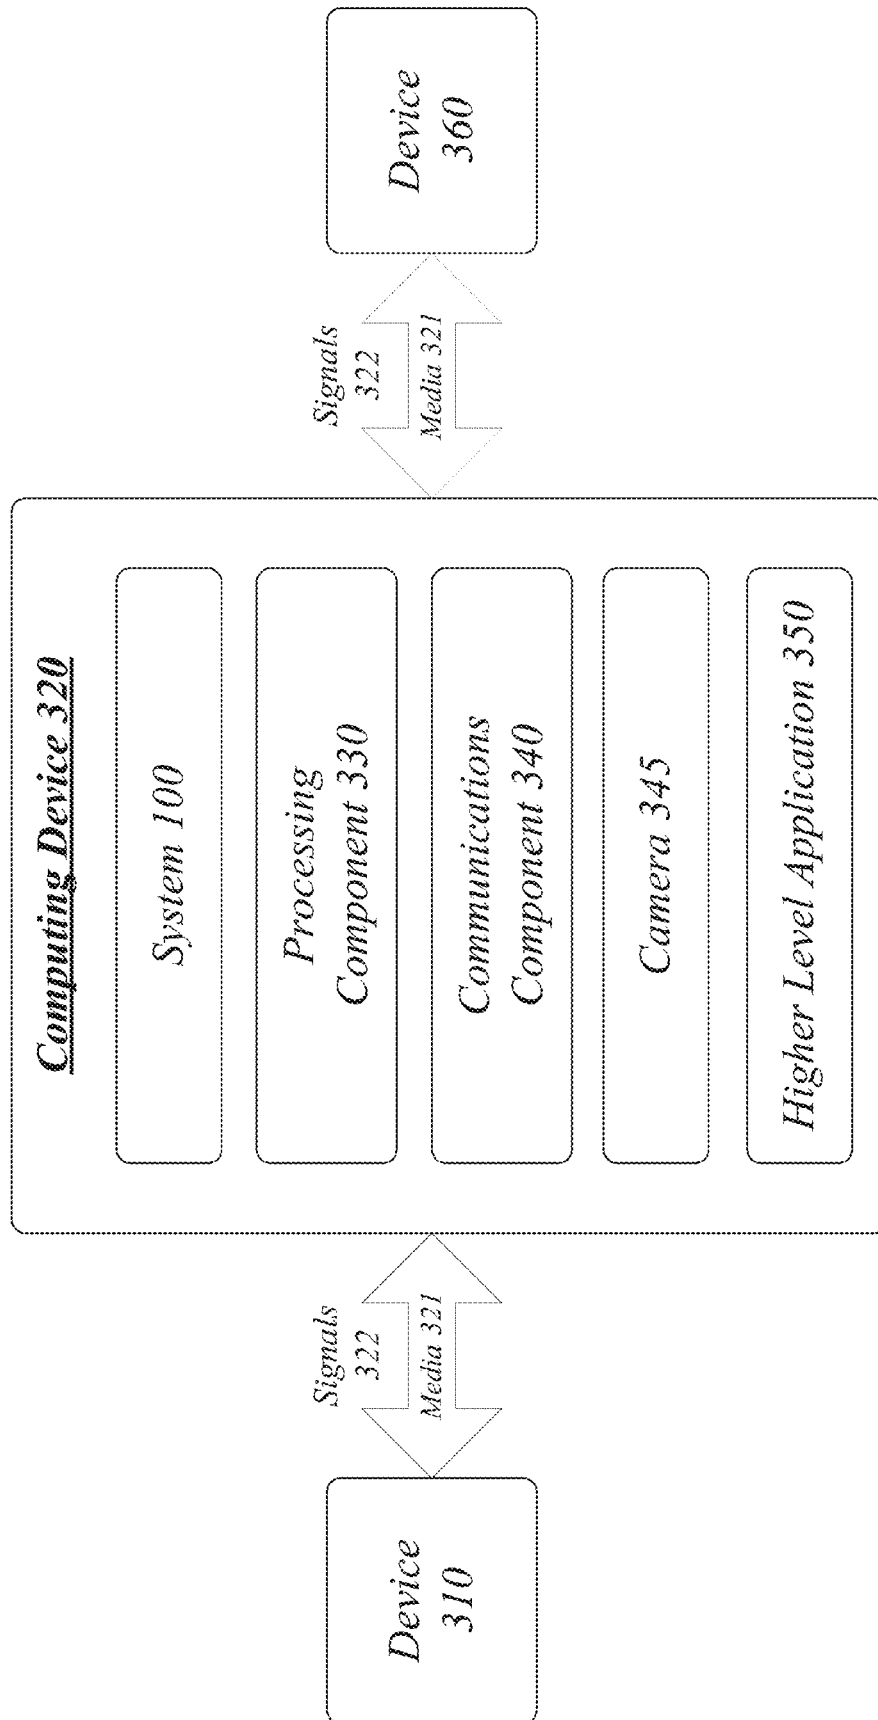 Computing Device 320
System 100
Processing
Component 330
Communications
Component 340
Camera 345
Higher Level Application 350
Device
310
Signals
322
Media 321
Signals
322
Media 321
Device
360